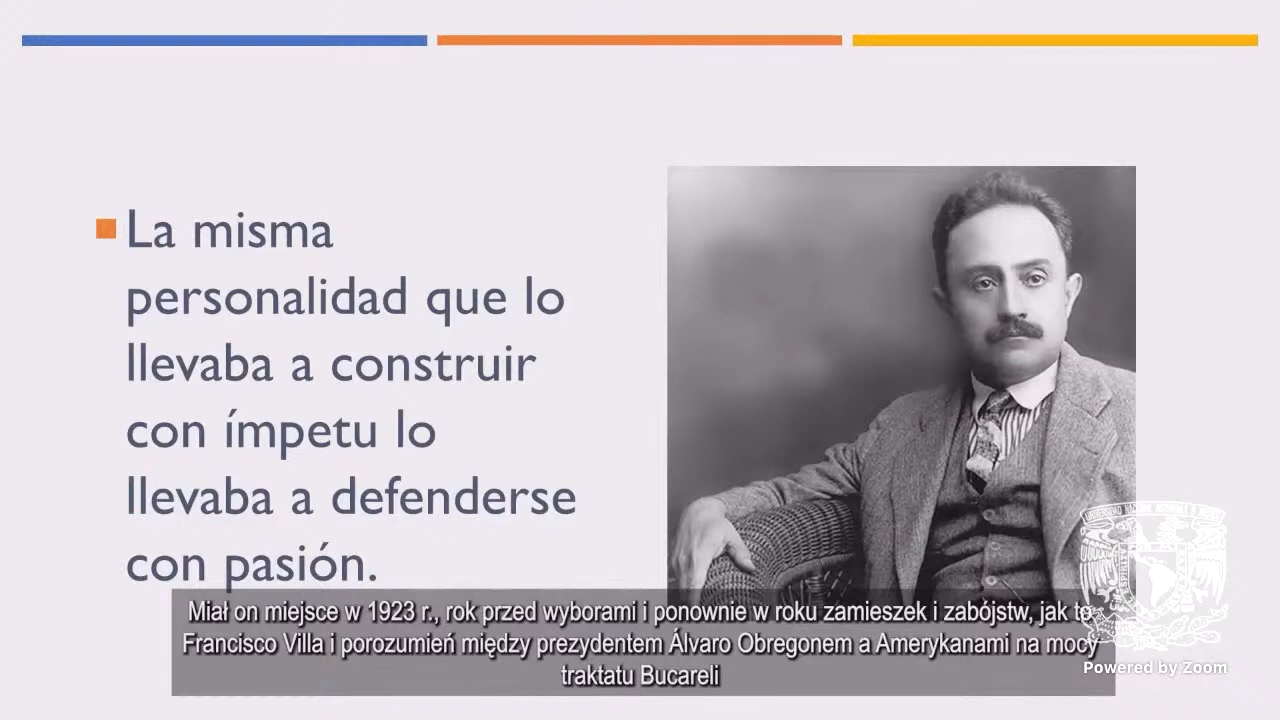 La misma
personalidad que lo
llevaba a construir
con ímpetu lo
llevaba a defenderse
con pasión.
Miał on miejsce w 1923 r., rok przed wyborami i ponownie w roku zamieszek i zabójstw, jak to
Francisco Villa i porozumień między prezydentem Álvaro Obregonem a Amerykanami na mocy
traktatu Bucareli
Powered by Zoom